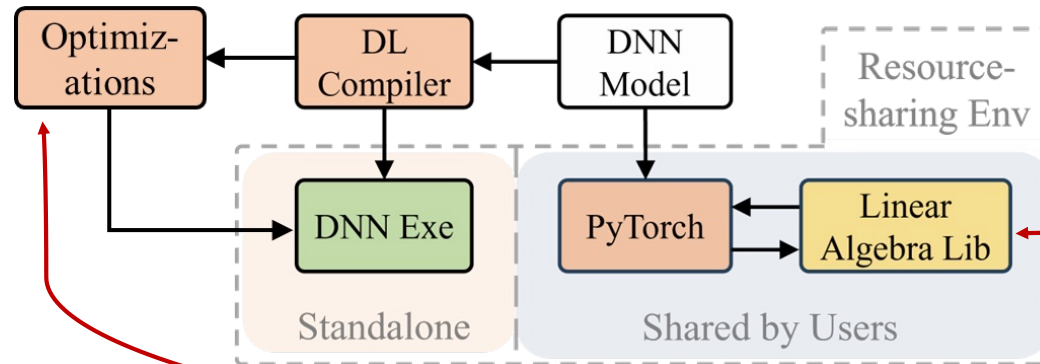 Optimiz-
ations
DL
Compiler
DNN
Model
Resource-
sharing Env
DNN Exe
PyTorch
Linear
Algebra Lib
Standalone
Shared by Users